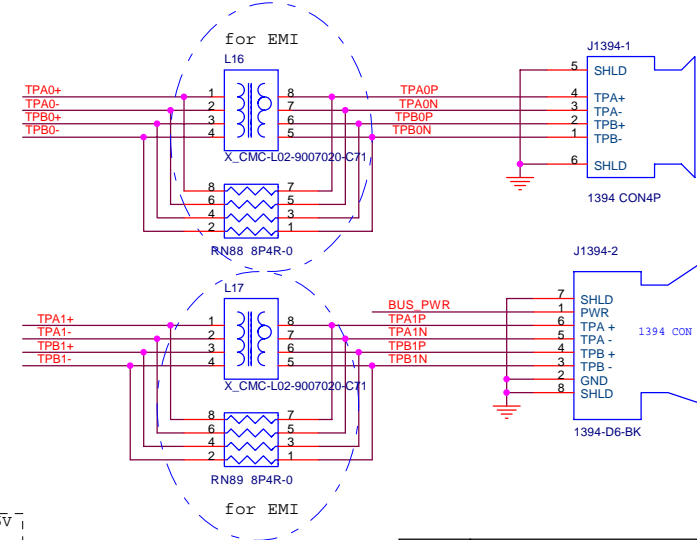 for EMI
L16
J1394-1
TPA0+ 1 8 TPA0P 5 SHLD
TPA0- 2 7 TPA0N 4 TPA+
TPB0+ 3 6 TPB0P 3 TPA-
TPB0- 4 5 TPB0N 2 TPB+
1 TPB-
X_CMC-L02-9007020-C71
6 SHLD
8 7
6 5
4 3
2 1
1394 CON4P
RN88 8P4R-0
J1394-2
L17
BUS_PWR
7 SHLD
1 PWR
TPA1+ 1 8 TPA1P 6 TPA +
TPA1- 2 7 TPA1N 5 TPA -
TPB1+ 3 6 TPB1P 4 TPB +
TPB1- 4 5 TPB1N 3 TPB -
2 GND
8 SHLD
1394 CON
X_CMC-L02-9007020-C71
8 7
6 5
4 3
2 1
1394-D6-BK
RN89 8P4R-0
for EMI